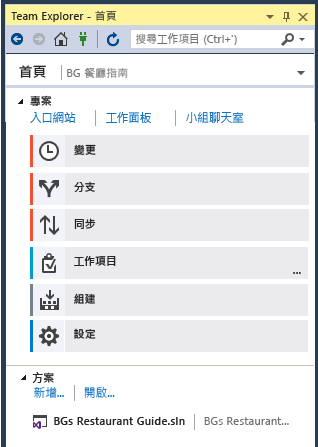 Team Explorer - 首頁
搜尋工作項目 (Ctrl+')
首頁 BG 餐廳指南
專案
入口網站 工作面板 小組聊天室
變更
分支
同步
工作項目
...
組建
設定
方案
新增... 開啟...
BGs Restaurant Guide.sln BGs Restaurant...